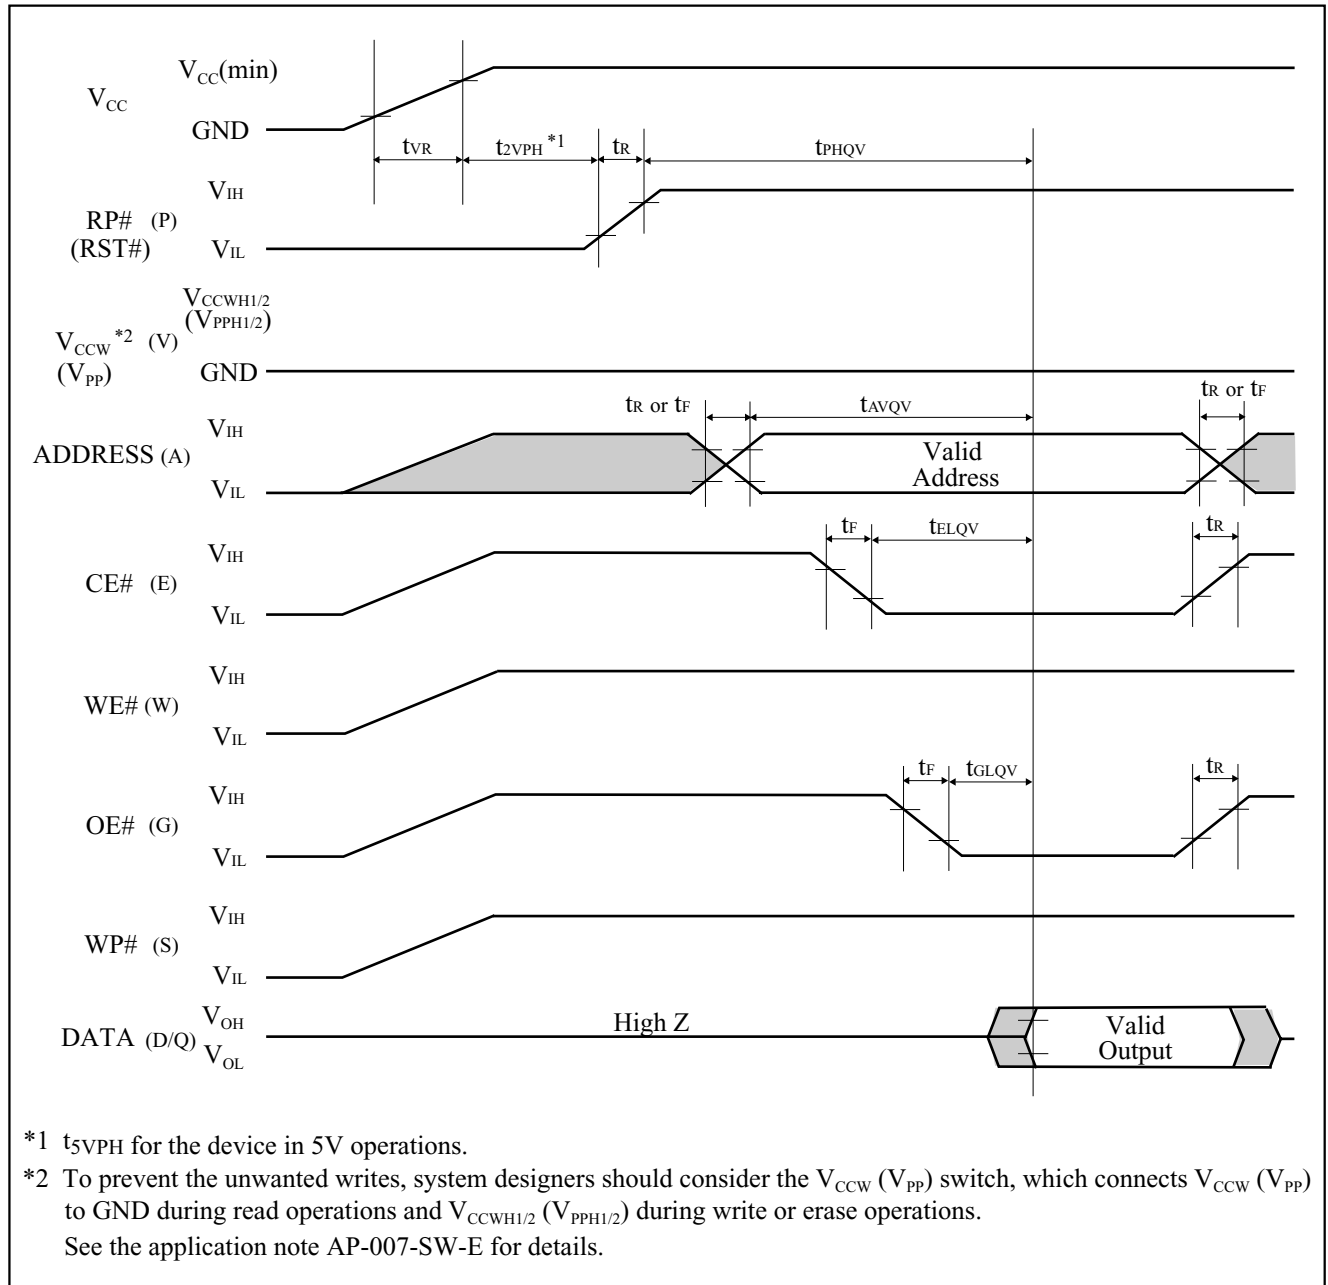 VCC
VCC(min)
GND
tVR
t2VPH *1
tR
tPHQV
RP# (P)
(RST#)
VIH
VIL
VCCW *2 (V)
(VPP)
VCCWH1/2
(VPPH1/2)
GND
tR or tF
tAVQV
tR or tF
ADDRESS (A)
VIH
VIL
Valid
Address
tF
tELQV
tR
CE# (E)
VIH
VIL
WE# (W)
VIH
VIL
tF
tGLQV
tR
OE# (G)
VIH
VIL
WP# (S)
VIH
VIL
DATA (D/Q)
VOH
VOL
High Z
Valid
Output
*1 t5VPH for the device in 5V operations.
*2 To prevent the unwanted writes, system designers should consider the VCCW (VPP) switch, which connects VCCW (VPP)
to GND during read operations and VCCWH1/2 (VPPH1/2) during write or erase operations.
See the application note AP-007-SW-E for details.